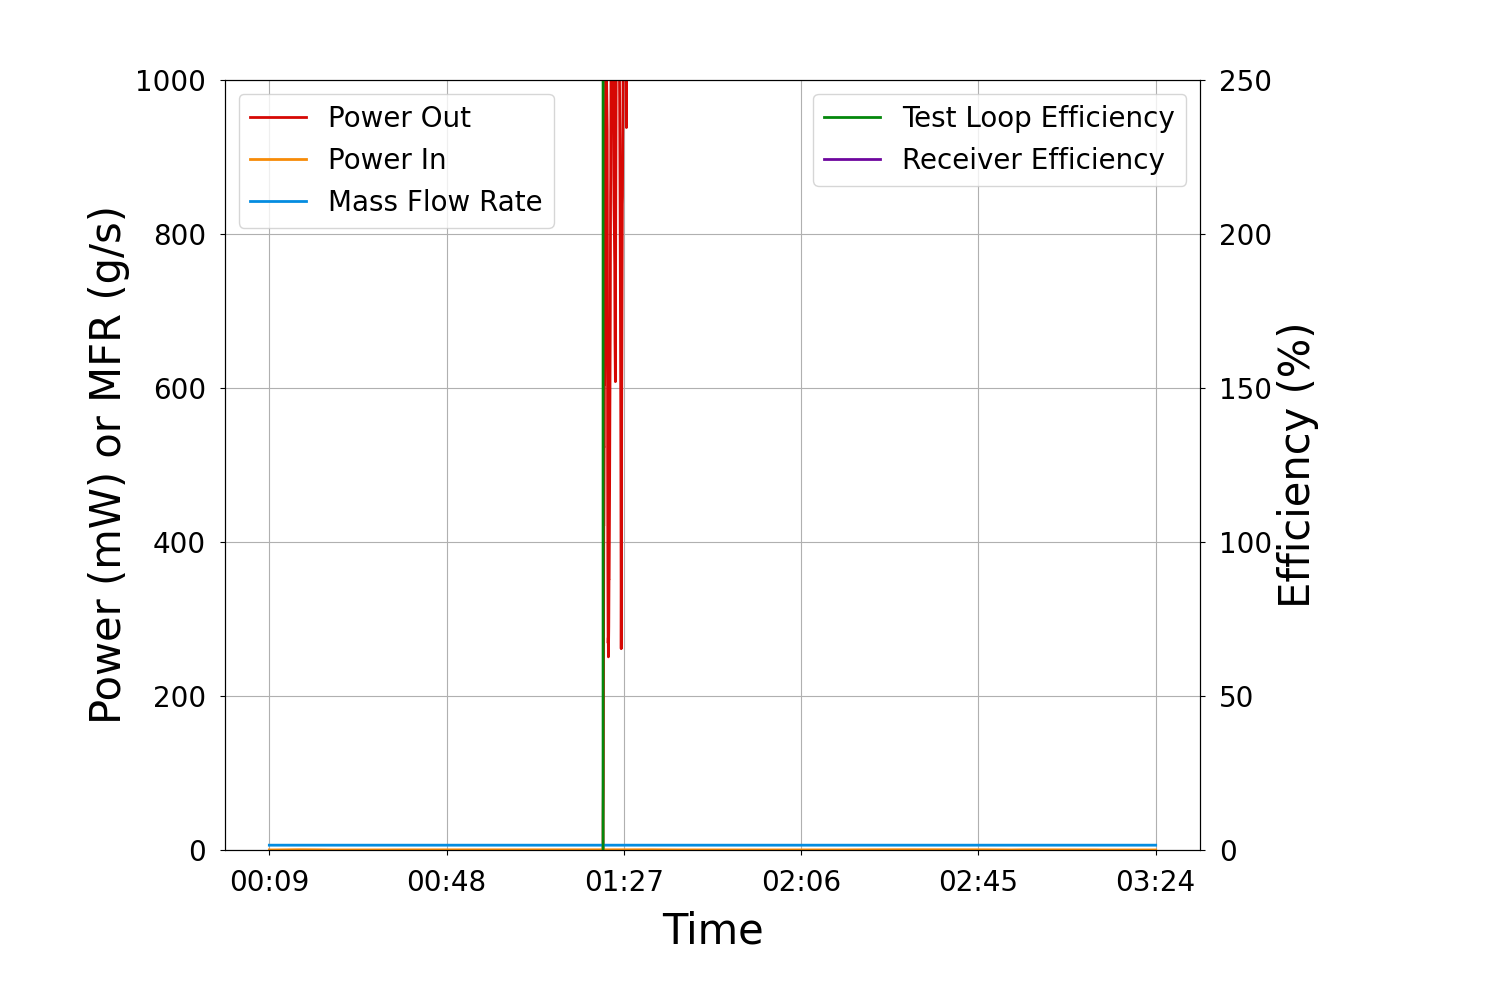 1000
800
600
400
200
0
Power (mW) or MFR (g/s)
Power Out
Power In
Mass Flow Rate
Test Loop Efficiency
Receiver Efficiency
250
200
150
100
50
0
Efficiency (%)
00:09 00:48 01:27 02:06 02:45 03:24
Time